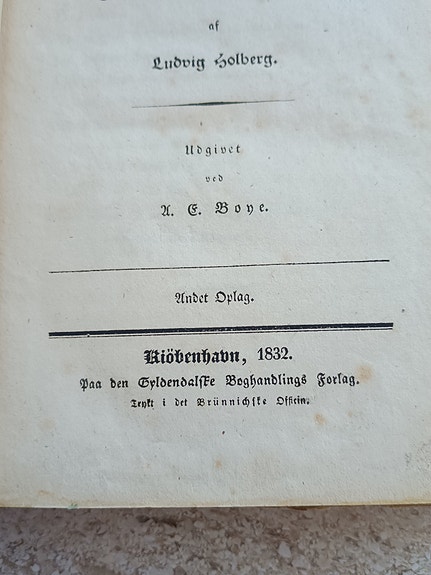 af
Ludvig Holberg.
Udgivet
ved
A. E. Boye.
Andet Oplag.
Kiöbenhavn, 1832.
Paa den Gyldendalske Boghandlings Forlag.
Trykt i det Brünnichske Officin.